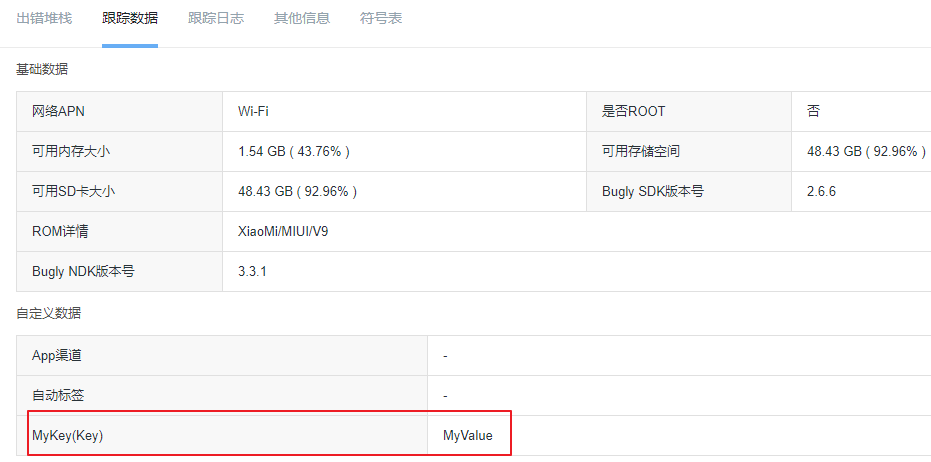 出错堆栈 跟踪数据 跟踪日志 其他信息 符号表
基础数据
网络APN Wi-Fi 是否ROOT 否
可用内存大小 1.54 GB ( 43.76% ) 可用存储空间 48.43 GB ( 92.96% )
可用SD卡大小 48.43 GB ( 92.96% ) Bugly SDK版本号 2.6.6
ROM详情 XiaoMi/MIUI/V9
Bugly NDK版本号 3.3.1
自定义数据
App渠道 -
自动标签 -
MyKey(Key) MyValue